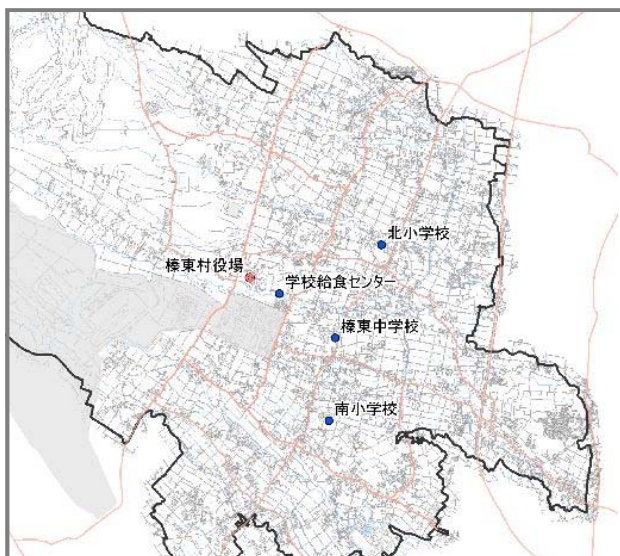 北小学校
榛東村役場
学校給食センター
榛東中学校
南小学校